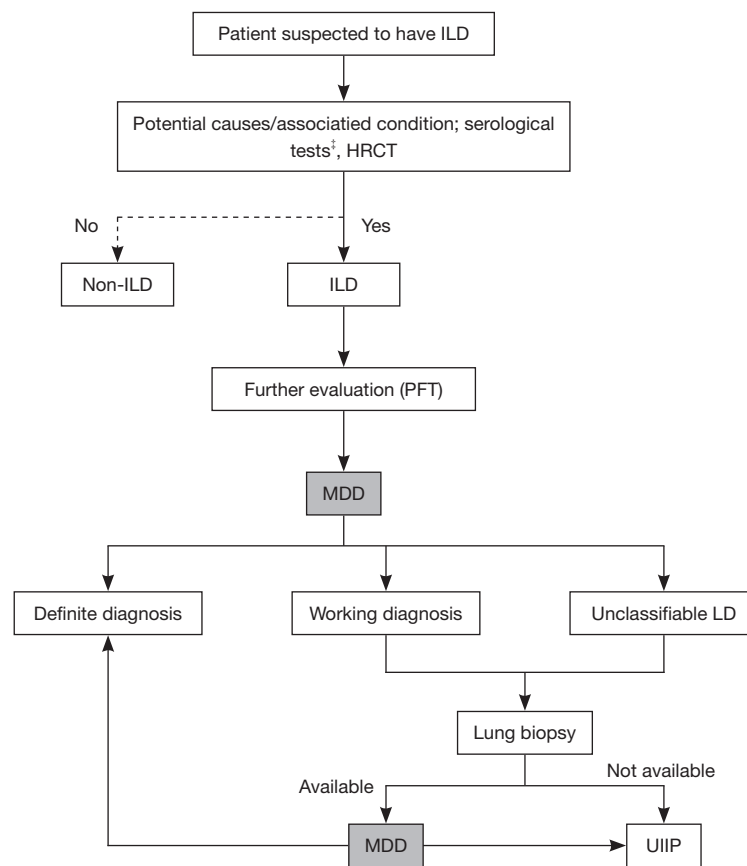 Patient suspected to have ILD
Potential causes/associatied condition; serological
tests‡, HRCT
No
Yes
Non-ILD
ILD
Further evaluation (PFT)
MDD
Definite diagnosis
Working diagnosis
Unclassifiable LD
Lung biopsy
Available
Not available
MDD
UIIP